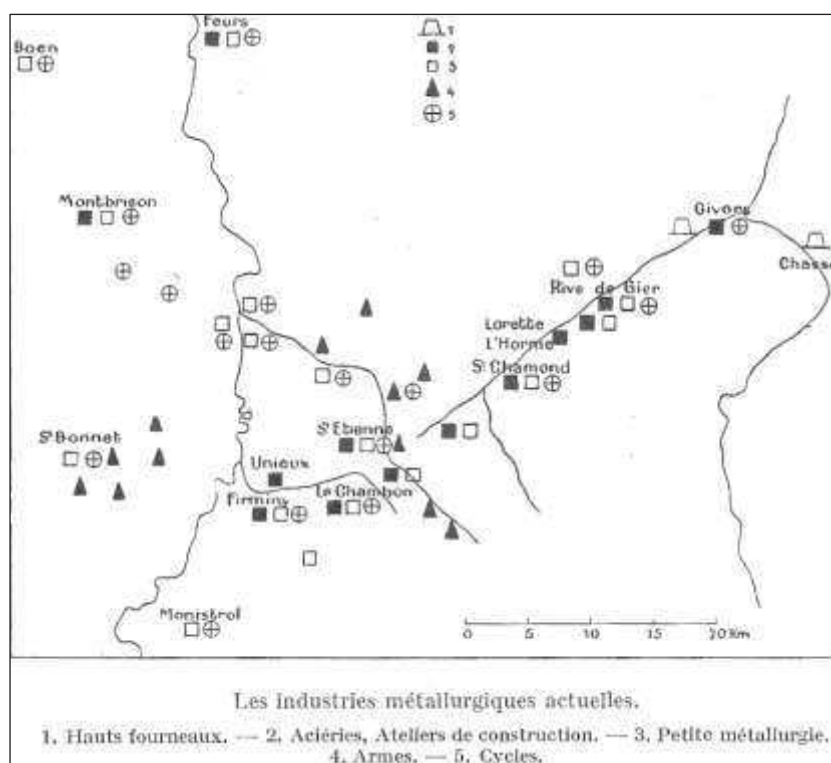 Feurs
1
Boen
2
3
4
5
Montbrison
Givors
Chasse
Rive de Gier
Lorette
L'Horme
St Chamond
St Etienne
St Bonnet
Unieux
Le Chambon
Firminy
Monistrol
0 5 10 15 20 Km
Les industries métallurgiques actuelles.
1. Hauts fourneaux. — 2. Aciéries, Ateliers de construction. — 3. Petite métallurgie.
4. Armes. — 5. Cycles.